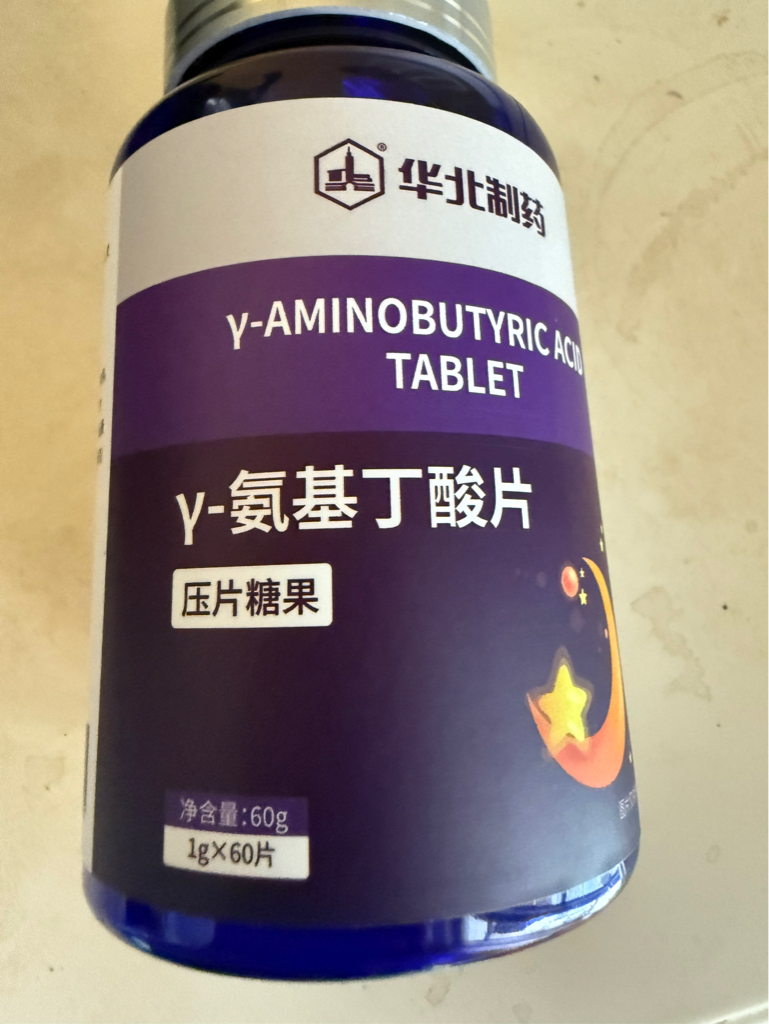 ® 华北制药
γ-AMINOBUTYRIC ACID
TABLET
γ-氨基丁酸片
压片糖果
净含量:60g
1g×60片